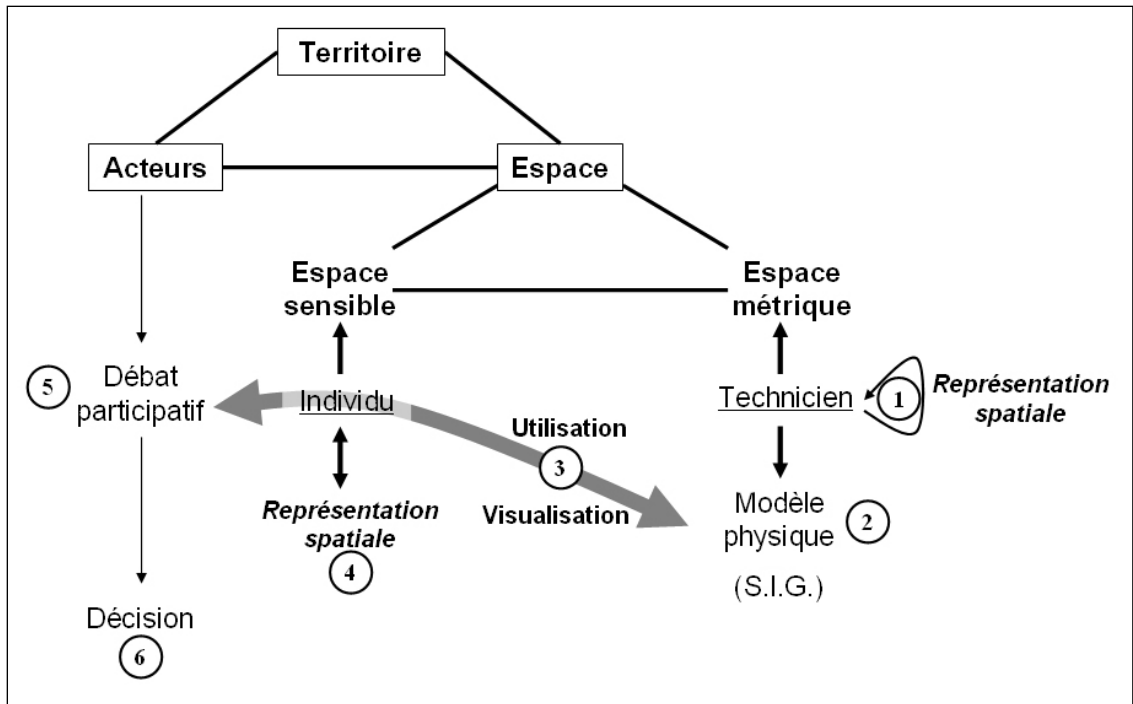 Territoire
Acteurs
Espace
Espace
sensible
Espace
métrique
5
Débat
participatif
Individu
Technicien
1
Représentation
spatiale
Utilisation
3
Visualisation
Représentation
spatiale
4
Modèle
physique
2
(S.I.G.)
Décision
6